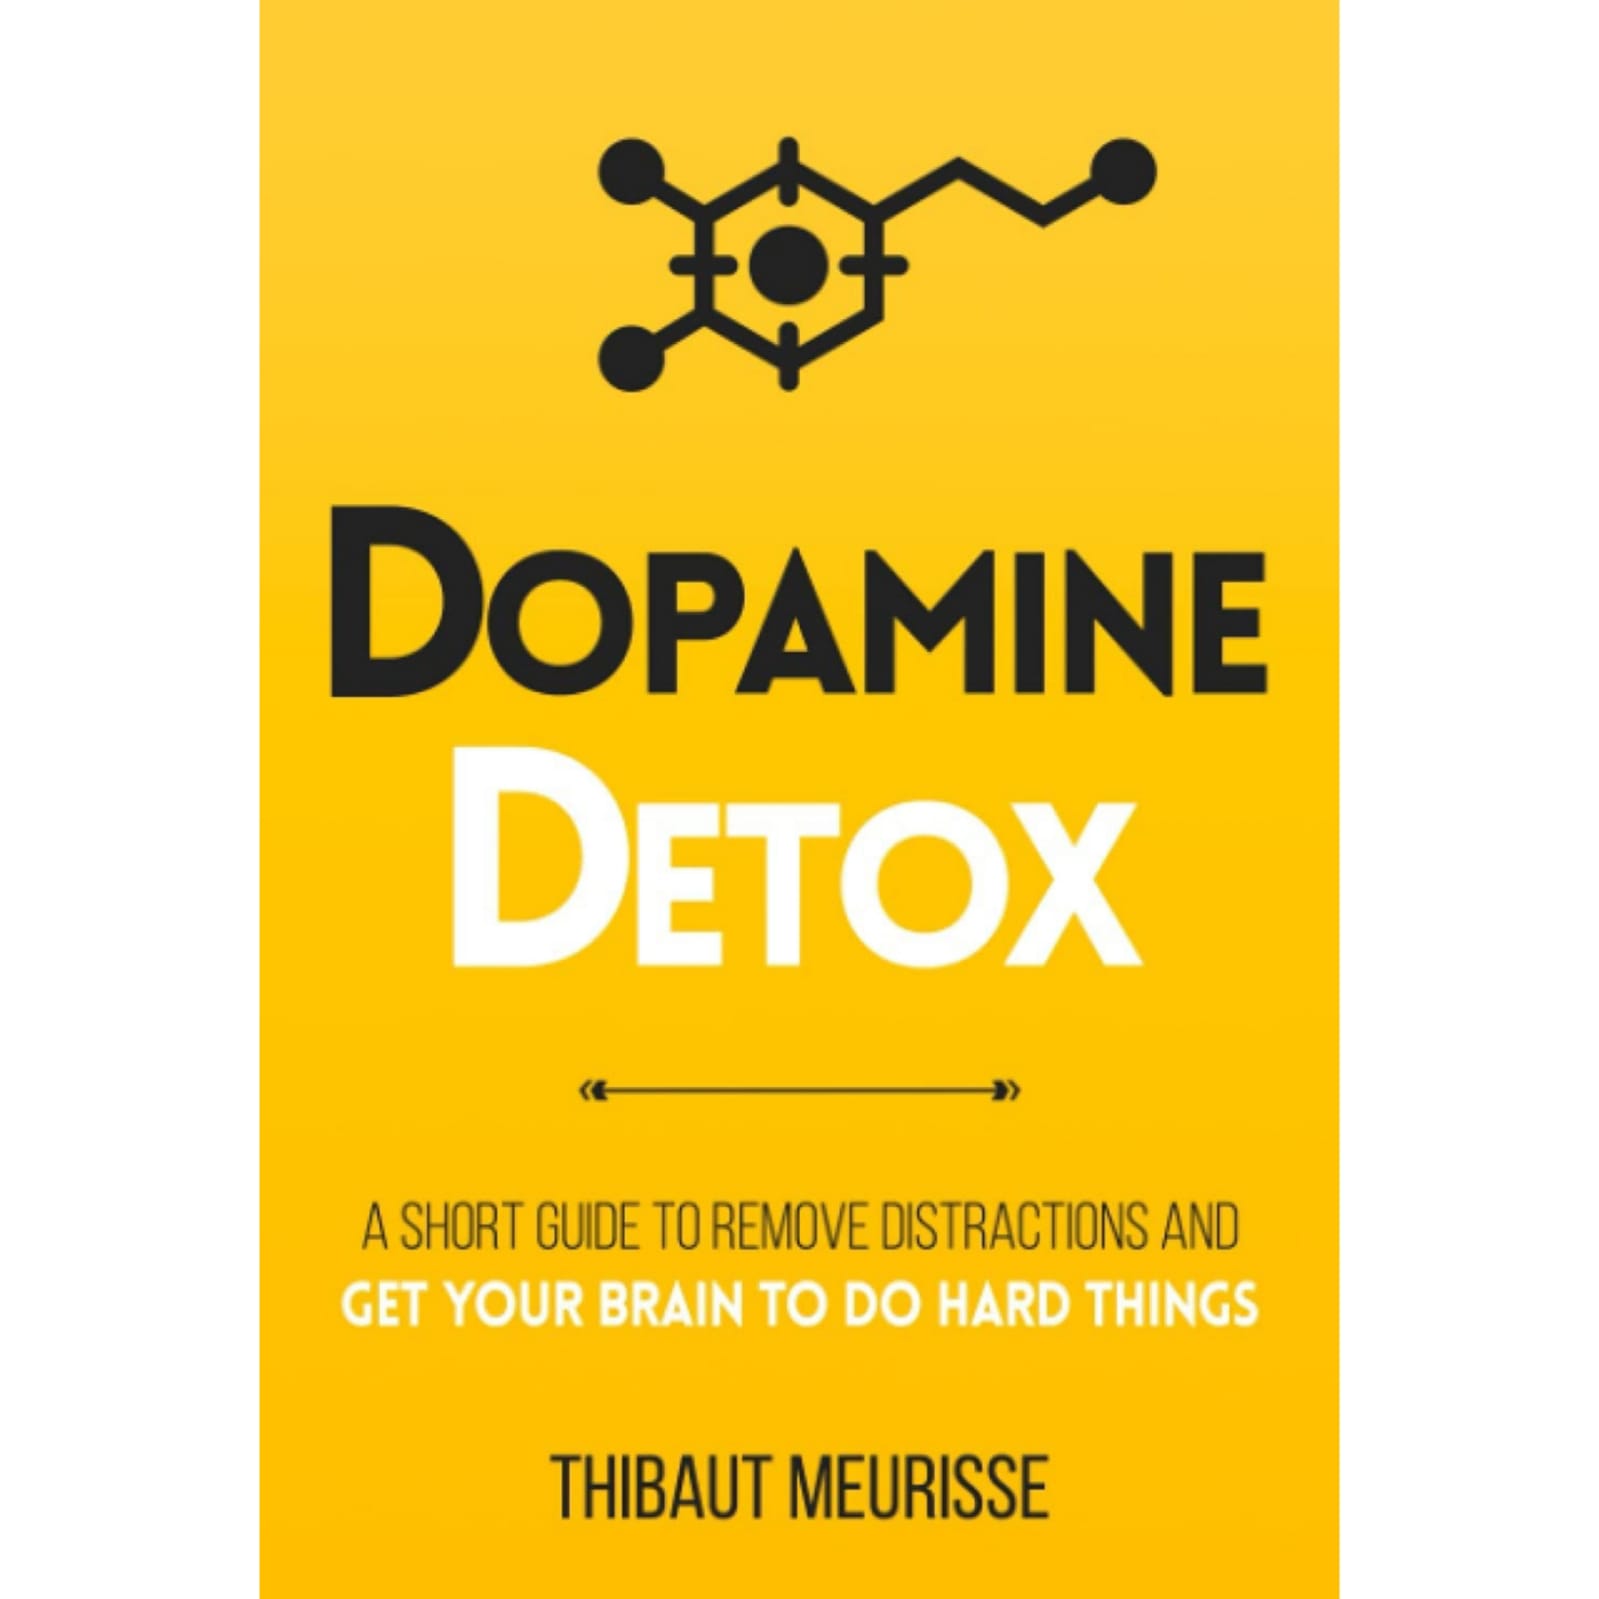 DOPAMINE
DETOX
A SHORT GUIDE TO REMOVE DISTRACTIONS AND
GET YOUR BRAIN TO DO HARD THINGS
THIBAUT MEURISSE